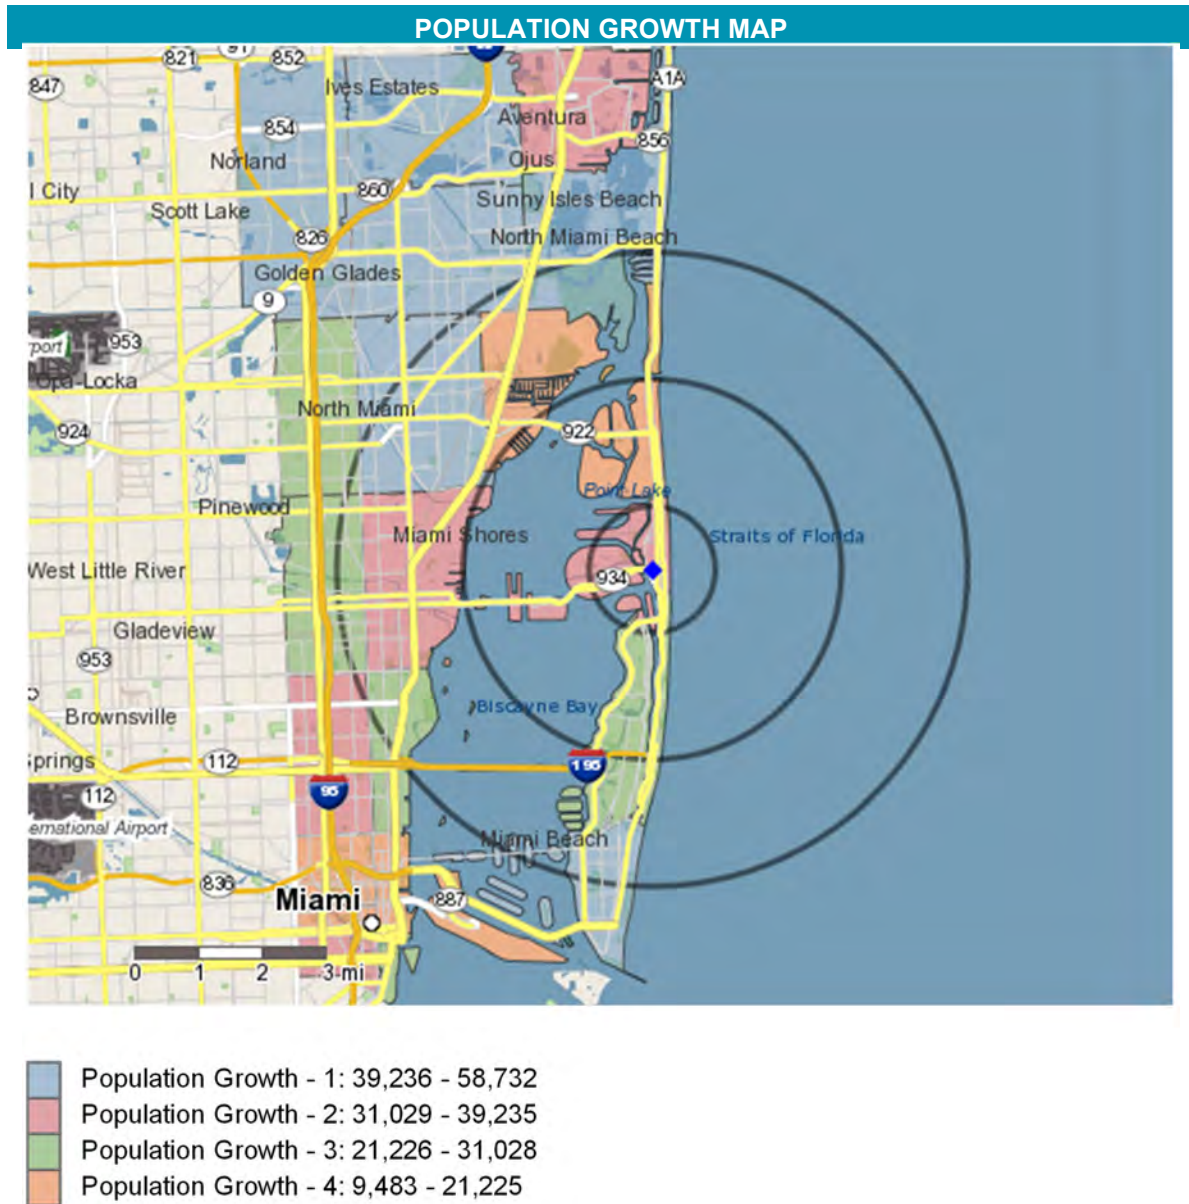 POPULATION GROWTH MAP
821
91
852
847
Ives Estates
A1A
Aventura
854
856
Norland
Ojus
l City
860
Scott Lake
Sunny Isles Beach
826
North Miami Beach
Golden Glades
9
port
953
Opa-Locka
North Miami
924
922
Point Lake
Pinewood
Miami Shores
Straits of Florida
West Little River
934
Gladeview
953
Brownsville
Biscayne Bay
Springs
112
195
95
112
ernational Airport
Miami Beach
836
Miami
887
0 1 2 3 mi
Population Growth - 1: 39,236 - 58,732
Population Growth - 2: 31,029 - 39,235
Population Growth - 3: 21,226 - 31,028
Population Growth - 4: 9,483 - 21,225